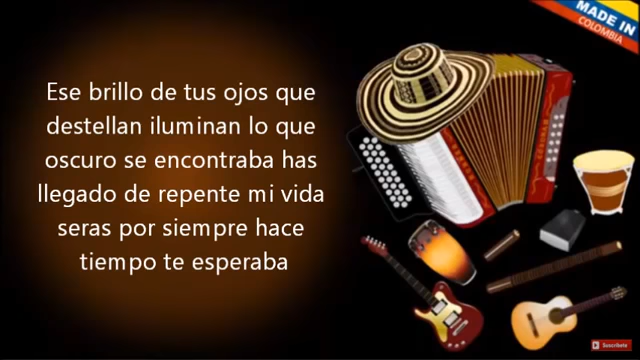 Ese brillo de tus ojos que
destellan iluminan lo que
oscuro se encontraba has
llegado de repente mi vida
seras por siempre hace
tiempo te esperaba
MADE IN
COLOMBIA
Suscríbete